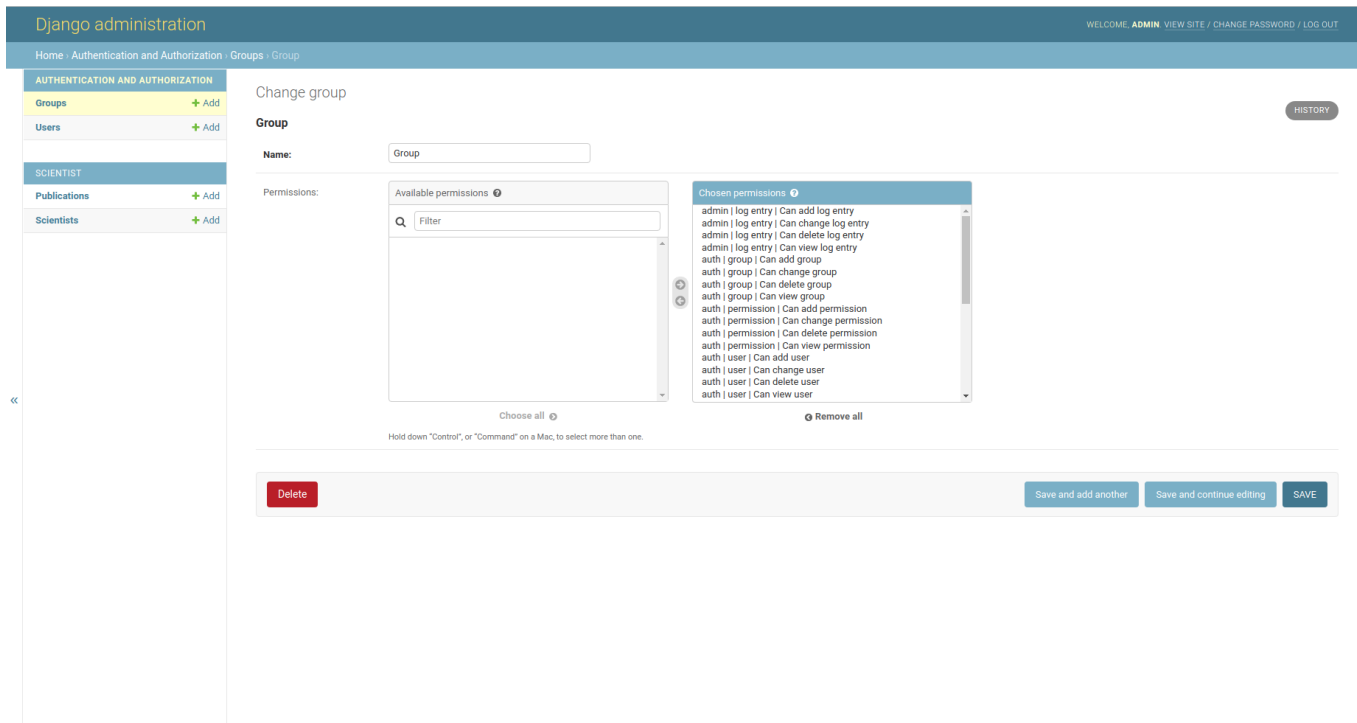 Django administration
WELCOME, ADMIN. VIEW SITE / CHANGE PASSWORD / LOG OUT
Home › Authentication and Authorization › Groups › Group
AUTHENTICATION AND AUTHORIZATION
Groups + Add
Users + Add
SCIENTIST
Publications + Add
Scientists + Add
«
Change group
HISTORY
Group
Name: Group
Permissions:
Available permissions ?
Filter
Choose all
Chosen permissions ?
admin | log entry | Can add log entry
admin | log entry | Can change log entry
admin | log entry | Can delete log entry
admin | log entry | Can view log entry
auth | group | Can add group
auth | group | Can change group
auth | group | Can delete group
auth | group | Can view group
auth | permission | Can add permission
auth | permission | Can change permission
auth | permission | Can delete permission
auth | permission | Can view permission
auth | user | Can add user
auth | user | Can change user
auth | user | Can delete user
auth | user | Can view user
Remove all
Hold down "Control", or "Command" on a Mac, to select more than one.
Delete
Save and add another
Save and continue editing
SAVE